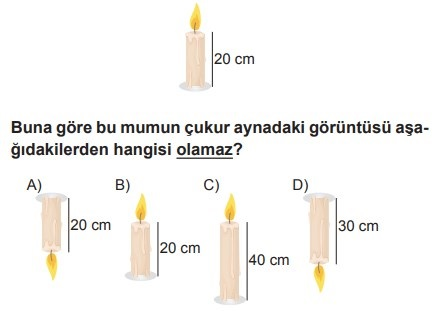 20 cm
Buna göre bu mumun çukur aynadaki görüntüsü aşa-
ğıdakilerden hangisi olamaz?
A) B) C) D)
20 cm 20 cm 40 cm 30 cm